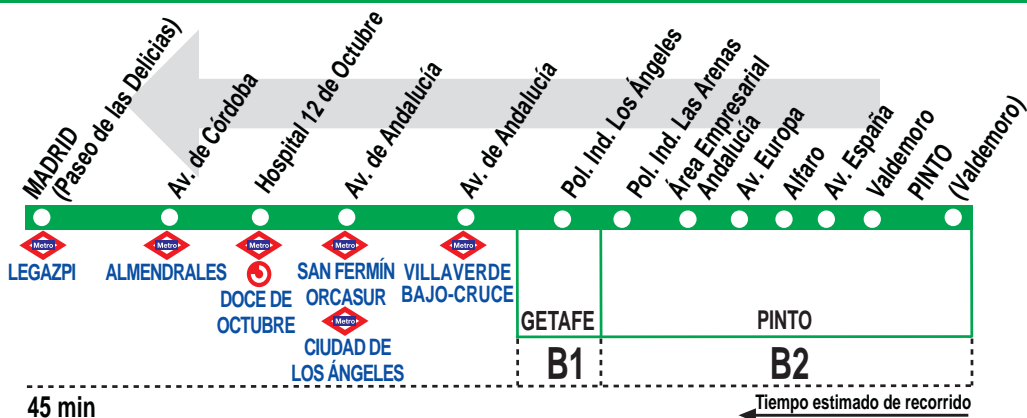 MADRID
(Paseo de las Delicias)
Av. de Córdoba
Hospital 12 de Octubre
Av. de Andalucía
Av. de Andalucía
Pol. Ind. Los Ángeles
Pol. Ind. Las Arenas
Área Empresarial
Andalucía
Av. Europa
Alfaro
Av. España
Valdemoro
PINTO
(Valdemoro)
Metro
Metro
Metro
Metro
Metro
LEGAZPI
ALMENDRALES
DOCE DE
OCTUBRE
SAN FERMÍN
ORCASUR
Metro
CIUDAD DE
LOS ÁNGELES
VILLAVERDE
BAJO-CRUCE
GETAFE
PINTO
B1
B2
45 min
Tiempo estimado de recorrido